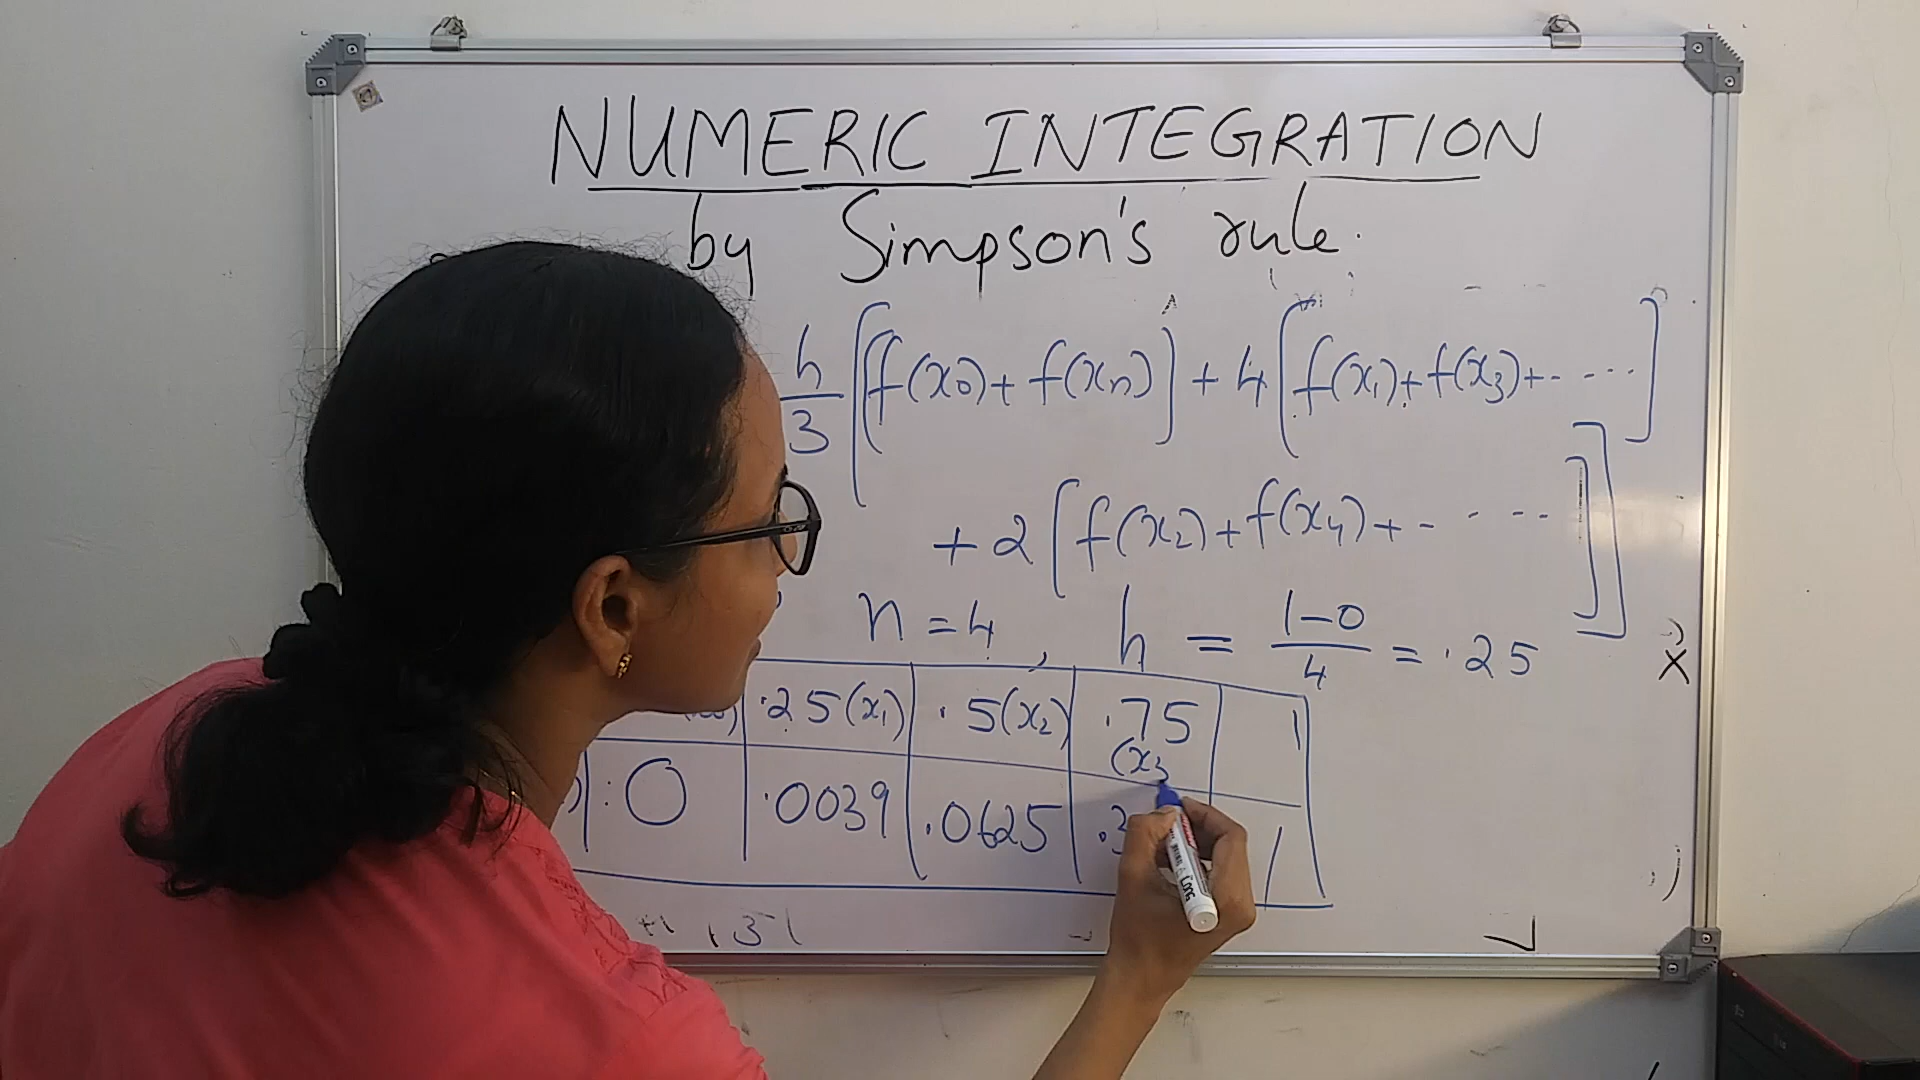 NUMERIC INTEGRATION
by Simpson's rule.
h/3 [[f(x0) + f(xn)] + 4 [f(x1) + f(x3) + - - - -]
+ 2 [f(x2) + f(x4) + - - - - -]]
n = 4 , h = 1-0/4 = .25
.25(x1) .5(x2) .75 (x3 1
0 .0039 .0625 .3 1